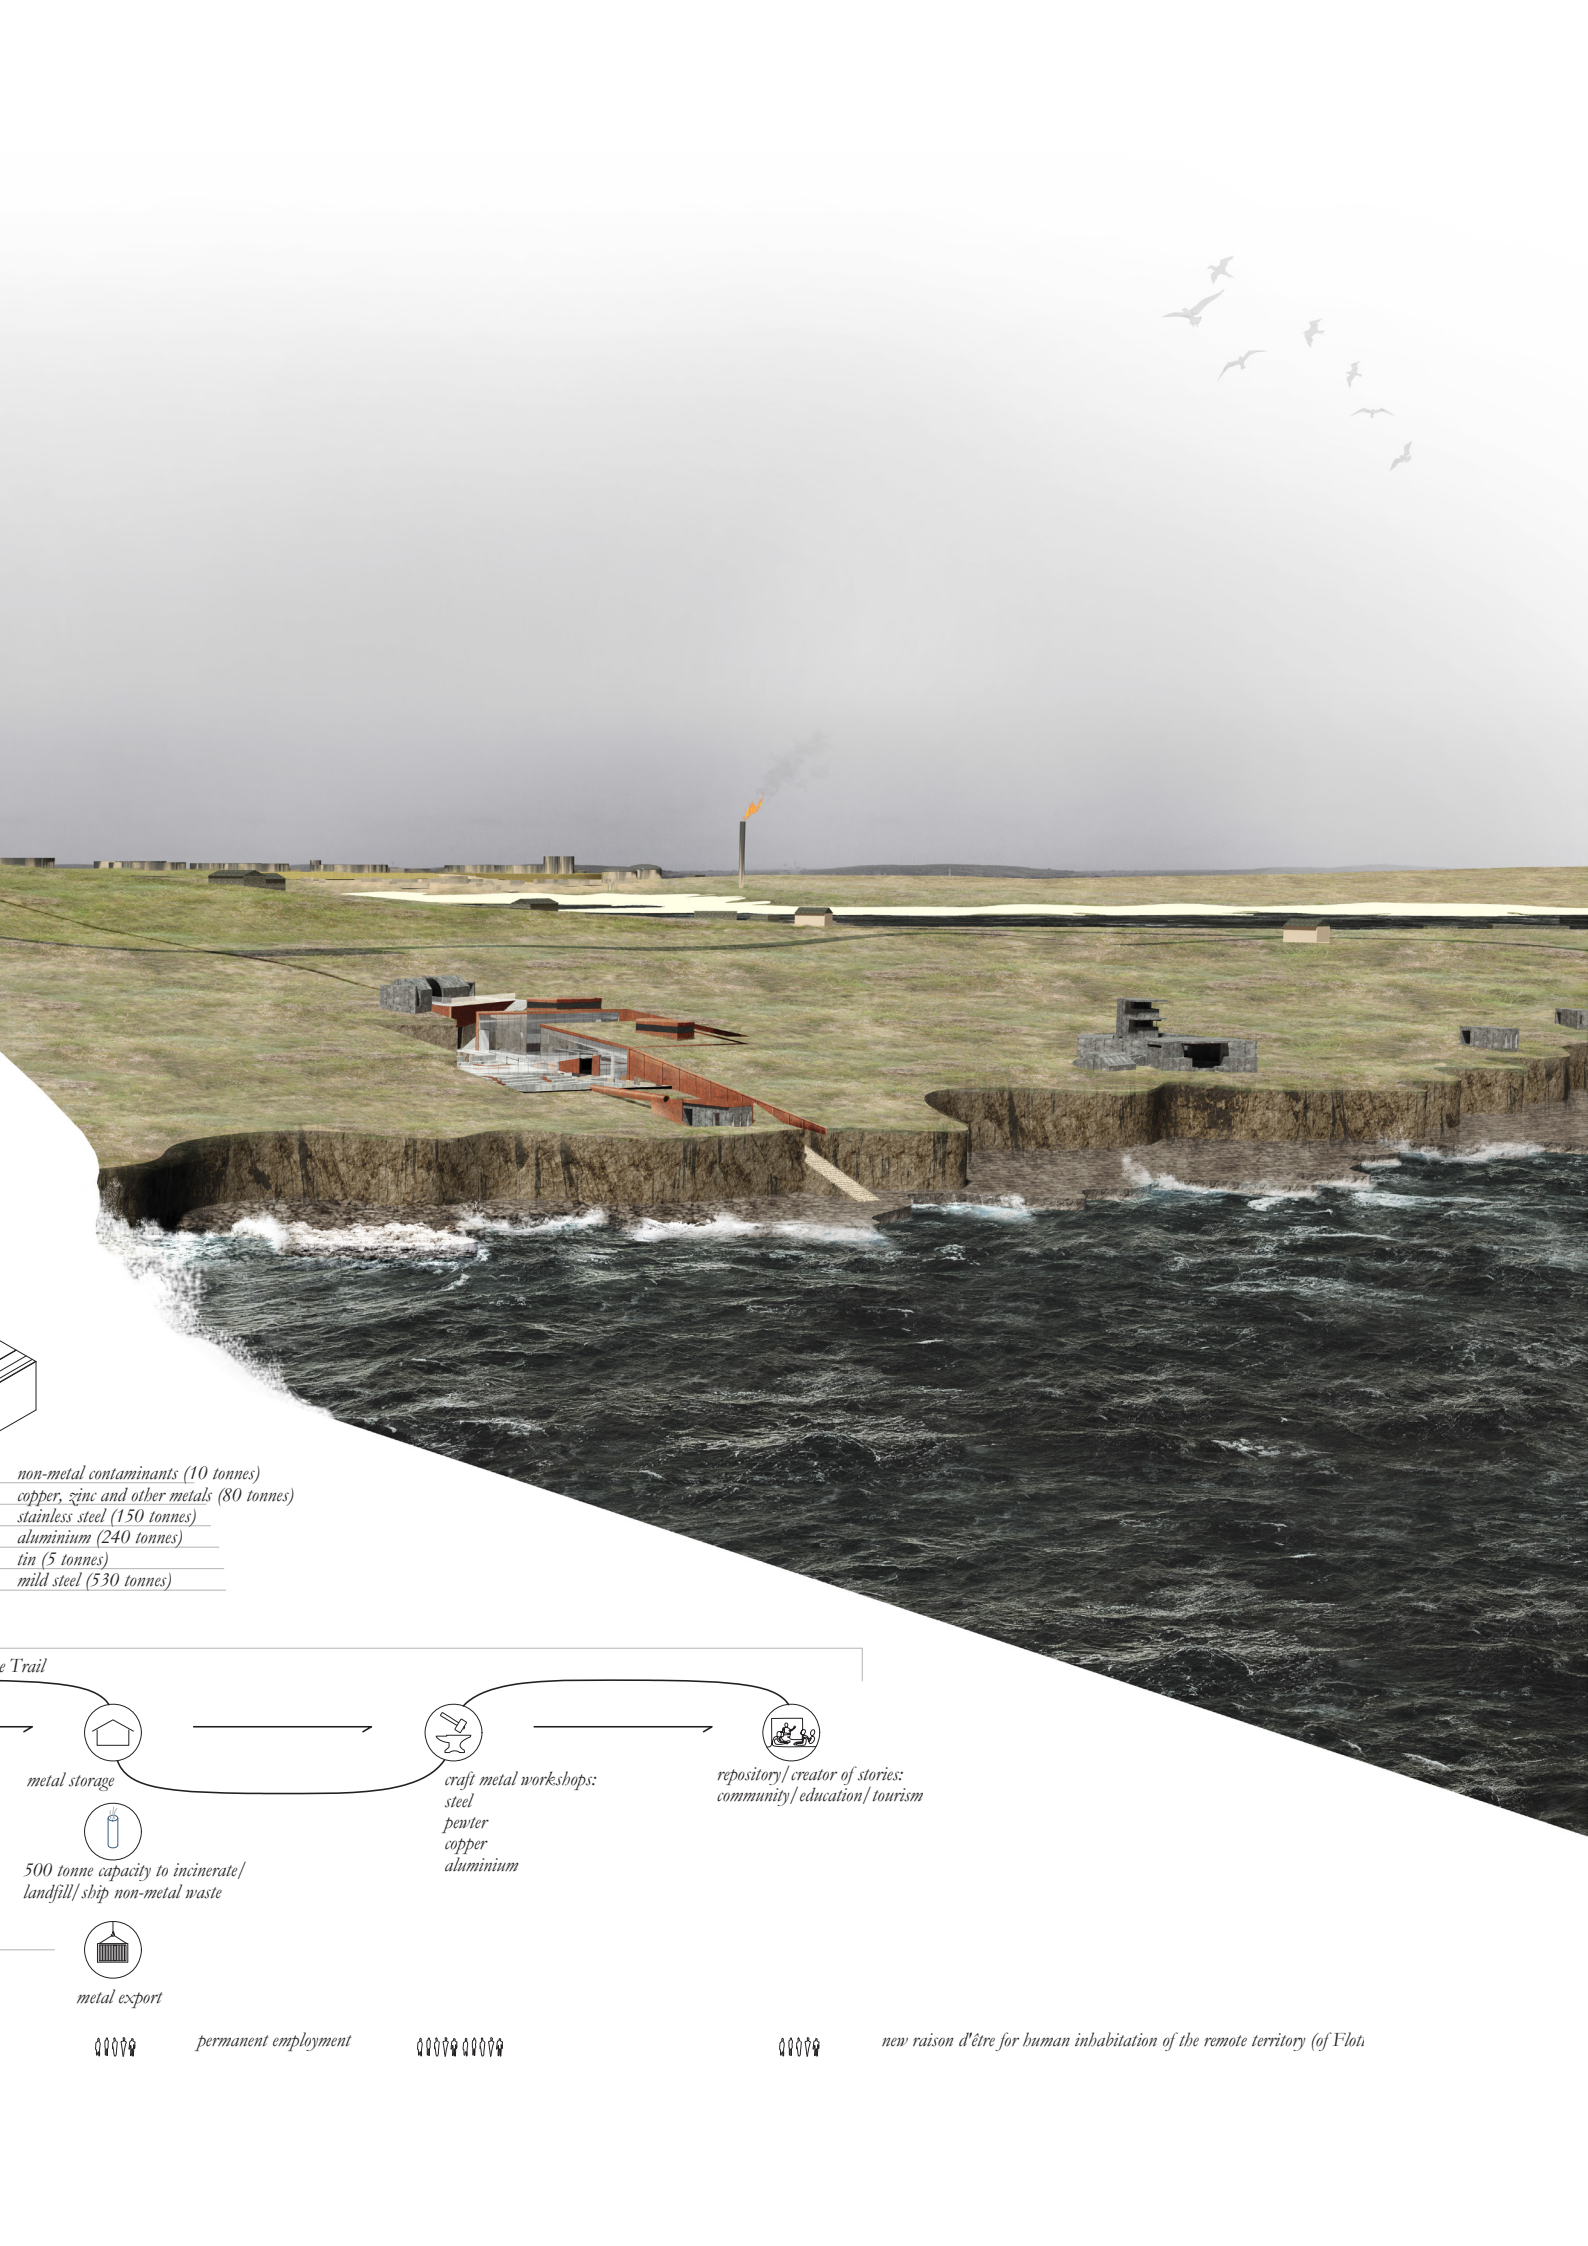 non-metal contaminants (10 tonnes)
copper, zinc and other metals (80 tonnes)
stainless steel (150 tonnes)
aluminium (240 tonnes)
tin (5 tonnes)
mild steel (530 tonnes)
e Trail
metal storage
craft metal workshops:
steel
pewter
copper
aluminium
repository/creator of stories:
community/education/tourism
500 tonne capacity to incinerate/
landfill/ship non-metal waste
metal export
permanent employment
new raison d'être for human inhabitation of the remote territory (of